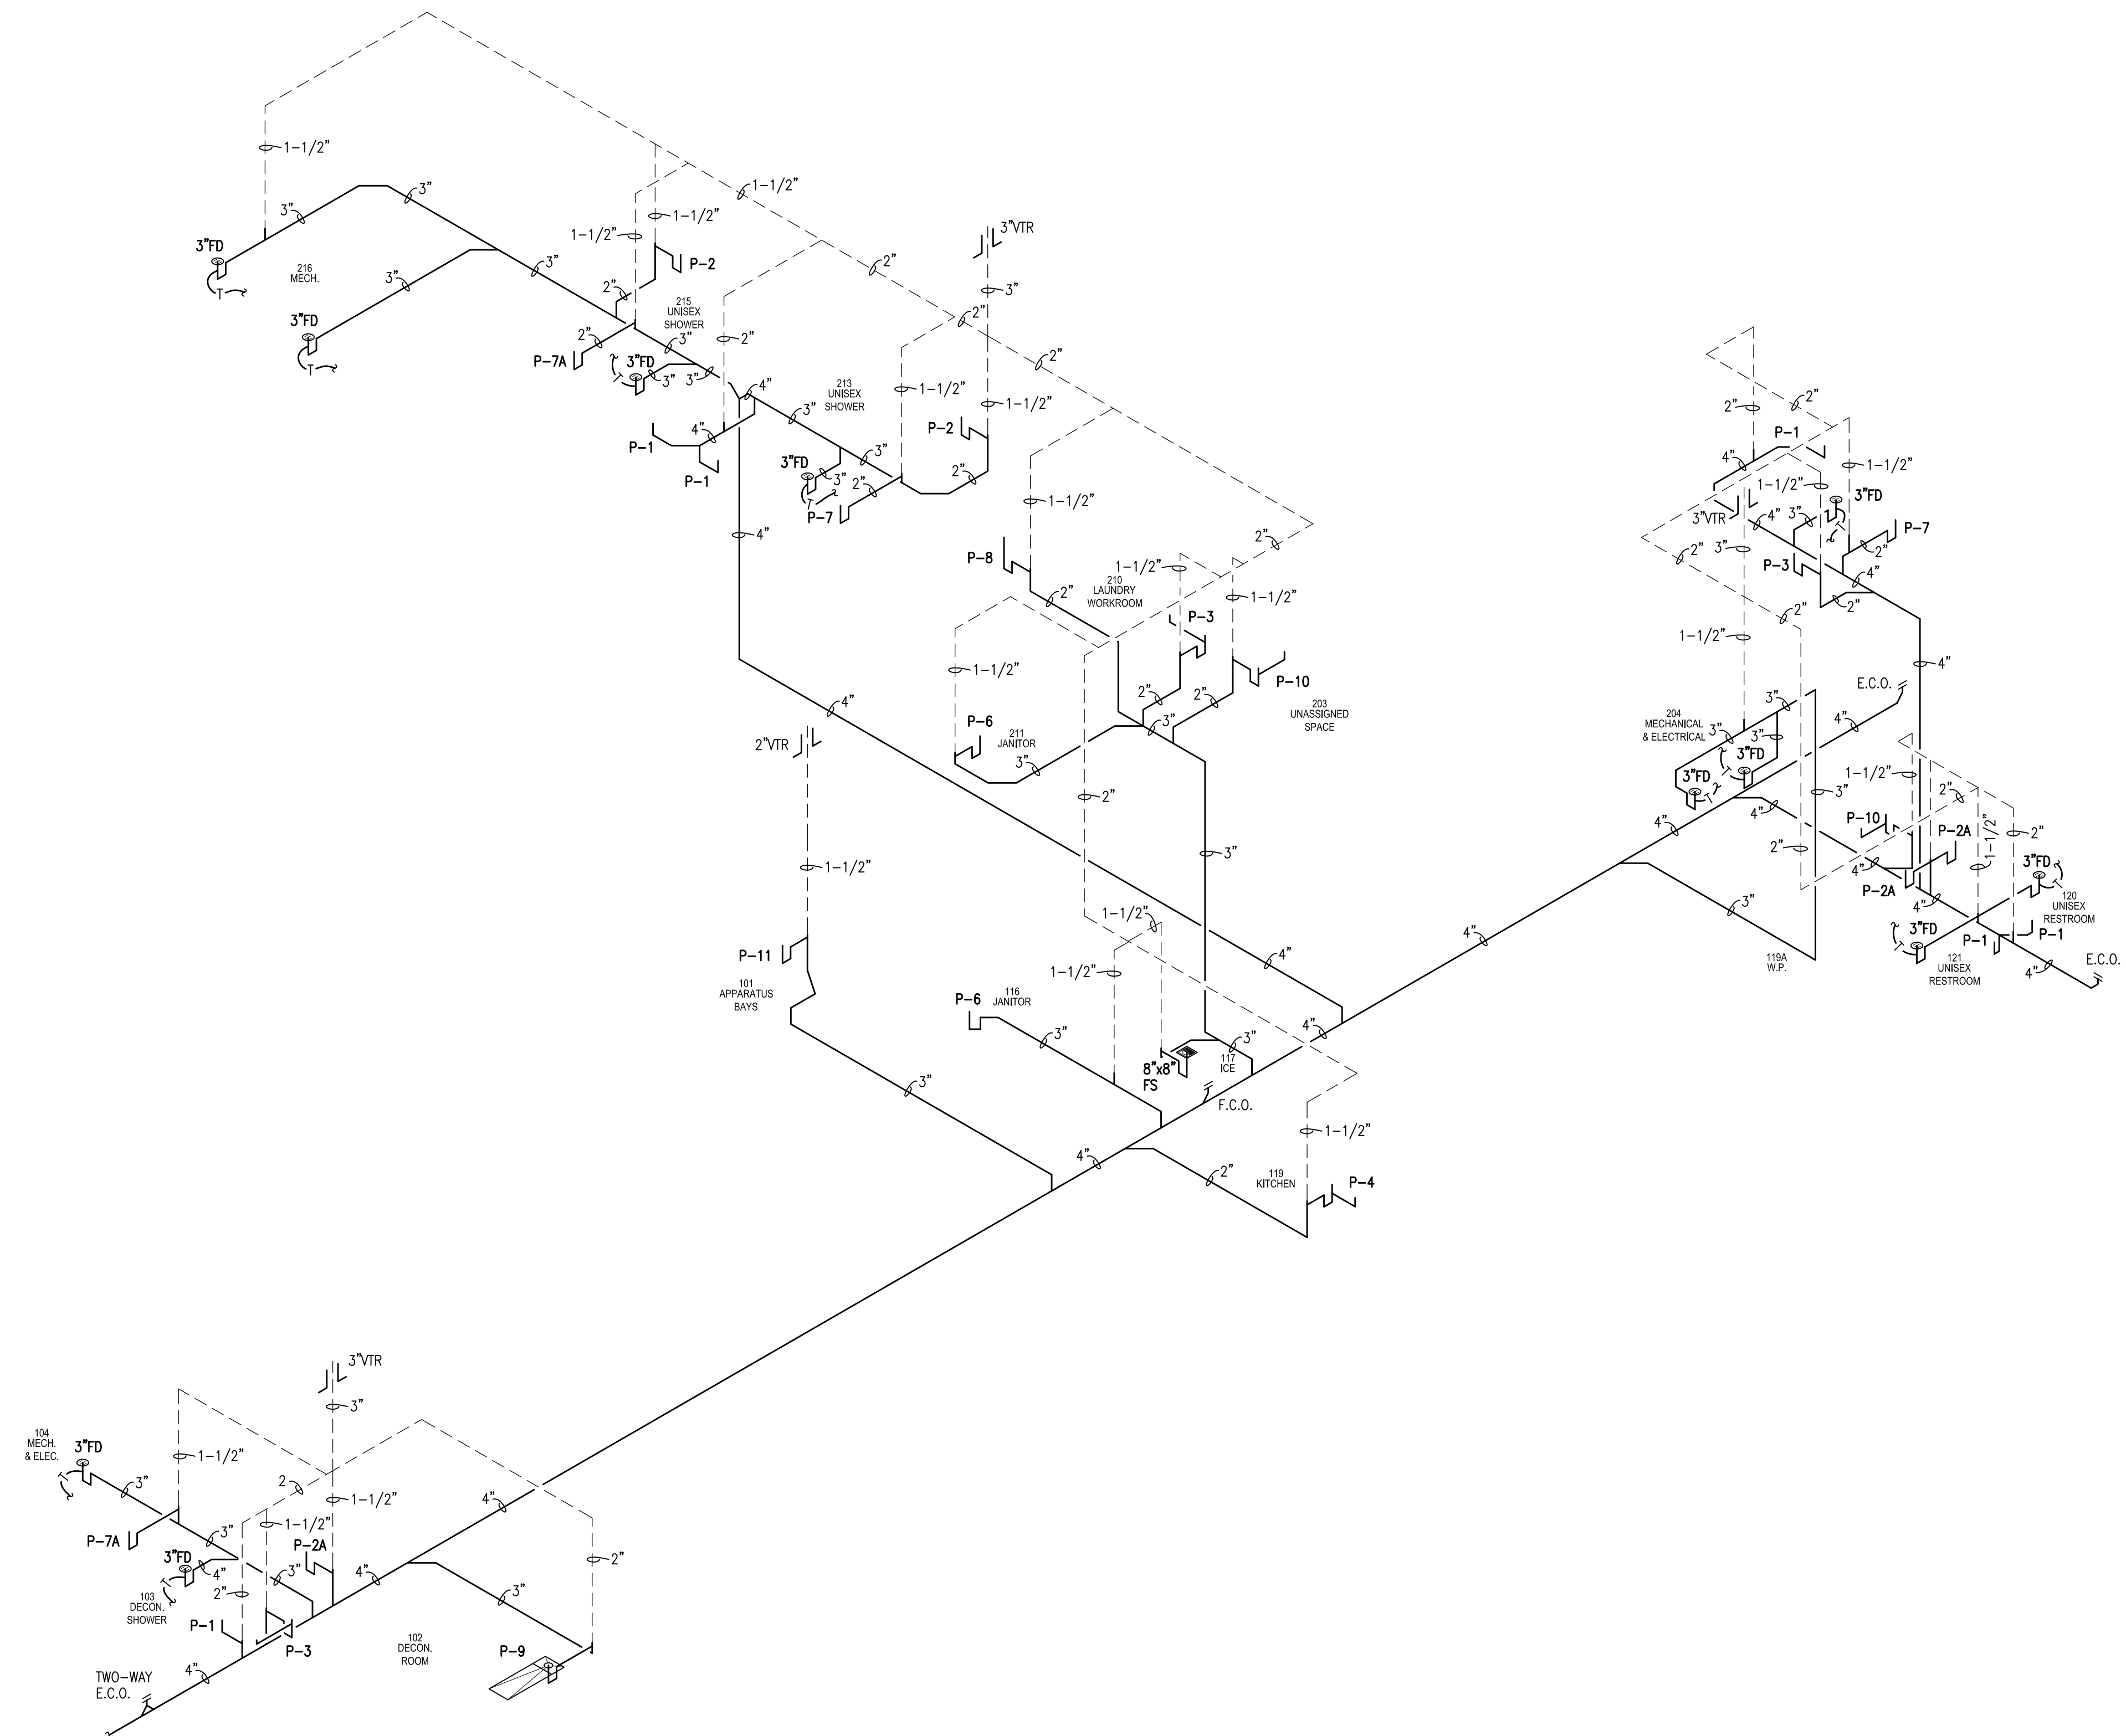 1-1/2"
3"
3"
3"FD
216
MECH.
3"
3"
3"FD
1-1/2"
1-1/2"
1-1/2"
P-2
2"
215
UNISEX
SHOWER
2"
P-7A
3"
3"FD
3"
3"
2"
2"
3"VTR
3"
2"
2"
4"
213
UNISEX
SHOWER
3"
1-1/2"
1-1/2"
P-2
4"
P-1
P-1
3"
3"FD
3"
2"
2"
P-7
4"
4"
1-1/2"
P-8
2"
210
LAUNDRY
WORKROOM
1-1/2"
2"
1-1/2"
P-3
1-1/2"
P-6
211
JANITOR
3"
2"
2"
3"
P-10
203
UNASSIGNED
SPACE
2"
3"
2"VTR
1-1/2"
P-11
101
APPARATUS
BAYS
3"
P-6
116
JANITOR
3"
1-1/2"
1-1/2"
8"x8"
FS
117
ICE
3"
F.C.O.
4"
4"
4"
4"
2"
119
KITCHEN
1-1/2"
P-4
2"
2"
P-1
4"
1-1/2"
1-1/2"
3"FD
3"VTR
4"
3"
P-7
2"
3"
2"
P-3
4"
2"
2"
1-1/2"
4"
E.C.O.
204
MECHANICAL
& ELECTRICAL
3"
3"
3"
3"FD
3"FD
4"
3"
4"
4"
1-1/2"
2"
2"
P-10
P-2A
2"
1-1/2"
4"
P-2A
3"FD
120
UNISEX
RESTROOM
3"
4"
3"FD
P-1
P-1
119A
W.P.
121
UNISEX
RESTROOM
4"
E.C.O.
3"VTR
3"
104
MECH.
& ELEC.
3"FD
3"
1-1/2"
2
1-1/2"
1-1/2"
4"
P-7A
3"
3"FD
4"
3"
P-2A
4"
2"
2"
103
DECON.
SHOWER
3"
P-1
P-3
102
DECON.
ROOM
P-9
4"
TWO-WAY
E.C.O.